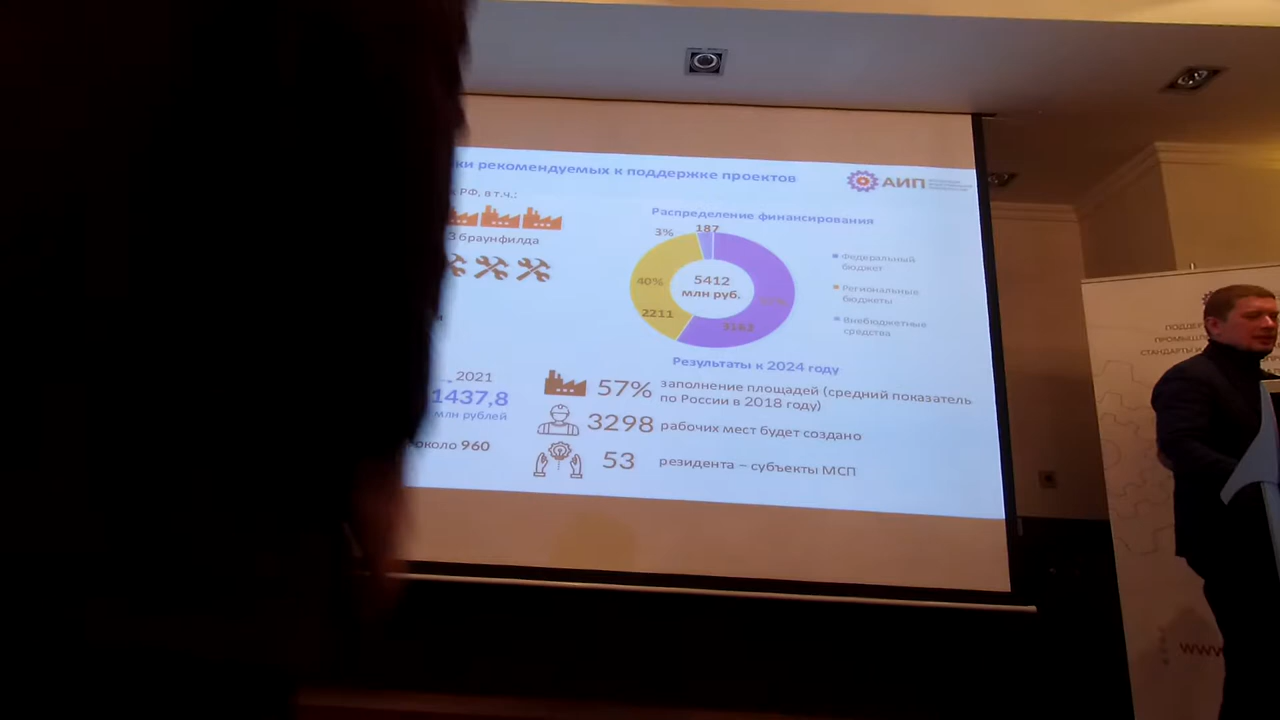 ки рекомендуемых к поддержке проектов
АИП
РФ, в т.ч.:
3 браунфилда
Распределение финансирования
3%
187
40%
2211
5412
млн руб.
Федеральный
бюджет
Региональные
бюджеты
Внебюджетные
средства
2021
1437,8
млн рублей
около 960
Результаты к 2024 году
57% заполнение площадей (средний показатель
по России в 2018 году)
3298 рабочих мест будет создано
53 резидента – субъекты МСП
СТАНДАРТЫ И
www